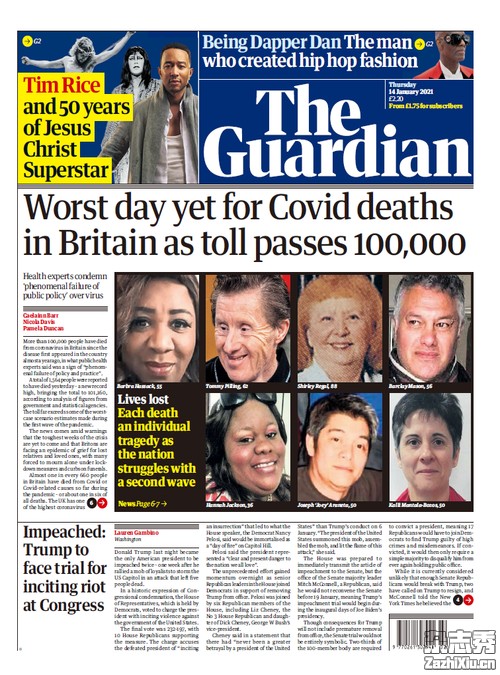 G2
Tim Rice
and 50 years
of Jesus
Christ
Superstar
Being Dapper Dan The man
who created hip hop fashion
G2
Thursday
14 January 2021
£2.20
From £1.75 for subscribers
The
Guardian
Worst day yet for Covid deaths
in Britain as toll passes 100,000
Health experts condemn
'phenomenal failure of
public policy' over virus
Caelainn Barr
Nicola Davis
Pamela Duncan
More than 100,000 people have died
from coronavirus in Britain since the
disease first appeared in the country
almost a year ago, in what public health
experts said was a sign of "phenom-
enal failure of policy and practice".
A total of 1,564 people were reported
to have died yesterday - a new record
high, bringing the total to 101,160,
according to analysis of figures from
government and statistical agencies.
The toll far exceeds some of the worst-
case scenario estimates made during
the first wave of the pandemic.
The news comes amid warnings
that the toughest weeks of the crisis
are yet to come and that Britons are
facing an epidemic of grief for lost
relatives and loved ones, with many
forced to mourn alone under lock-
down measures and curbs on funerals.
Almost one in every 660 people
in Britain have died from Covid or
Covid-related causes so far during
the pandemic - or about one in six of
all deaths. The UK has one
of the highest coronavirus
6
Tommy Pilling, 62
Shirley Regal, 88
Barclay Mason, 56
Lives lost
Each death
an individual
tragedy as
the nation
struggles with
a second wave
News Page 6-7
Hannah Jackson, 36
Impeached:
Trump to
face trial for
inciting riot
at Congress
Lauren Gambino
Washington
Donald Trump last night became
the only American president to be
impeached twice - one week after he
rallied a mob of loyalists to storm the
US Capitol in an attack that left five
people dead.
In a historic expression of Con-
gressional condemnation, the House
of Representatives, which is held by
Democrats, voted to charge the pres-
ident with inciting violence against
the government of the United States.
The final vote was 232-197, with
10 House Republicans supporting
the measure. The charge accuses
the defeated president of "inciting
an insurrection" that led to what the
House speaker, the Democrat Nancy
Pelosi, said would be immortalised as
a "day of fire" on Capitol Hill.
Pelosi said the president repre-
sented a "clear and present danger to
the nation we all love".
The unprecedented effort gained
momentum overnight as senior
Republican leaders in the House joined
Democrats in support of removing
Trump from office. Pelosi was joined
by six Republican members of the
House, including Liz Cheney, the
No 3 House Republican and daugh-
ter of Dick Cheney, George W Bush's
vice-president.
Cheney said in a statement that
there had "never been a greater
betrayal by a president of the United
States" than Trump's conduct on 6
January. "The president of the United
States summoned this mob, assem-
bled the mob, and lit the flame of this
attack," she said.
The House was prepared to
immediately transmit the article of
impeachment to the Senate, but the
office of the Senate majority leader
Mitch McConnell, a Republican, said
he would not reconvene the Senate
before 19 January, meaning Trump's
impeachment trial would begin dur-
ing the inaugural days of Joe Biden's
presidency.
Though consequences for Trump
will not include premature removal
from office, the Senate trial would not
be entirely symbolic. Two-thirds of
the 100-member body are required
to convict a president, meaning 17
Republicans would have to join Dem-
ocrats to find Trump guilty of high
crimes and misdemeanors. If con-
victed, it would then only require a
simple majority to disqualify him from
ever again holding public office.
While it is currently considered
unlikely that enough Senate Repub-
licans would break with Trump, two
have called on Trump to resign, and
McConnell told the New
York Times he believed the
4
杂志秀
ZaZhiXiu.cn